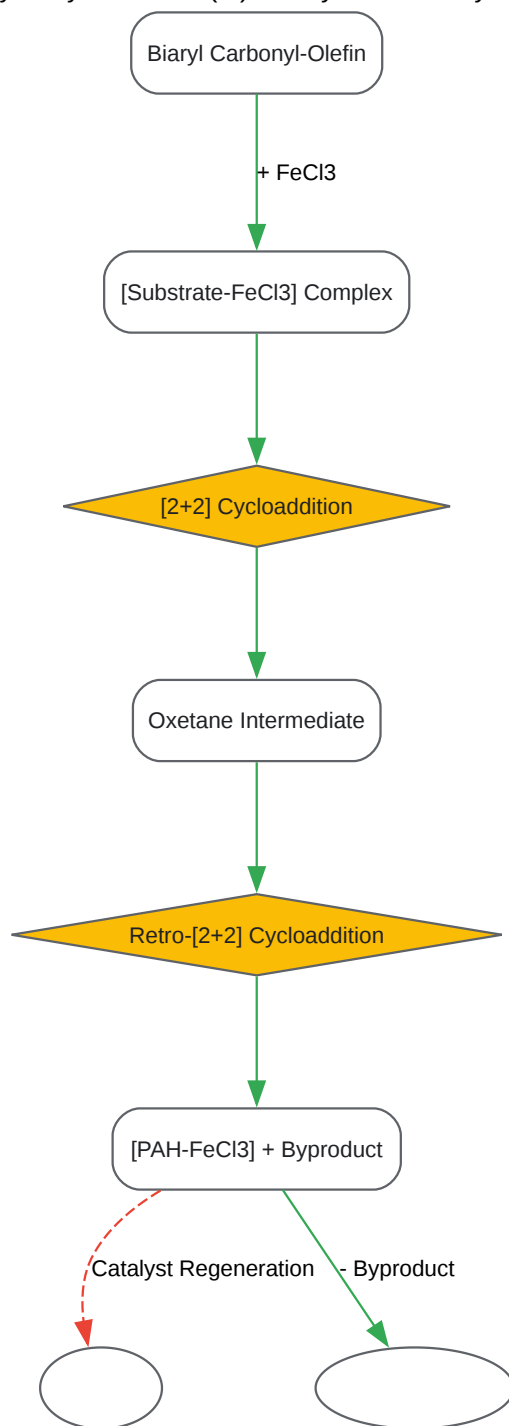 Biaryl Carbonyl-Olefin
+ FeCl3
[Substrate-FeCl3] Complex
[2+2] Cycloaddition
Oxetane Intermediate
Retro-[2+2] Cycloaddition
[PAH-FeCl3] + Byproduct
Catalyst Regeneration
- Byproduct